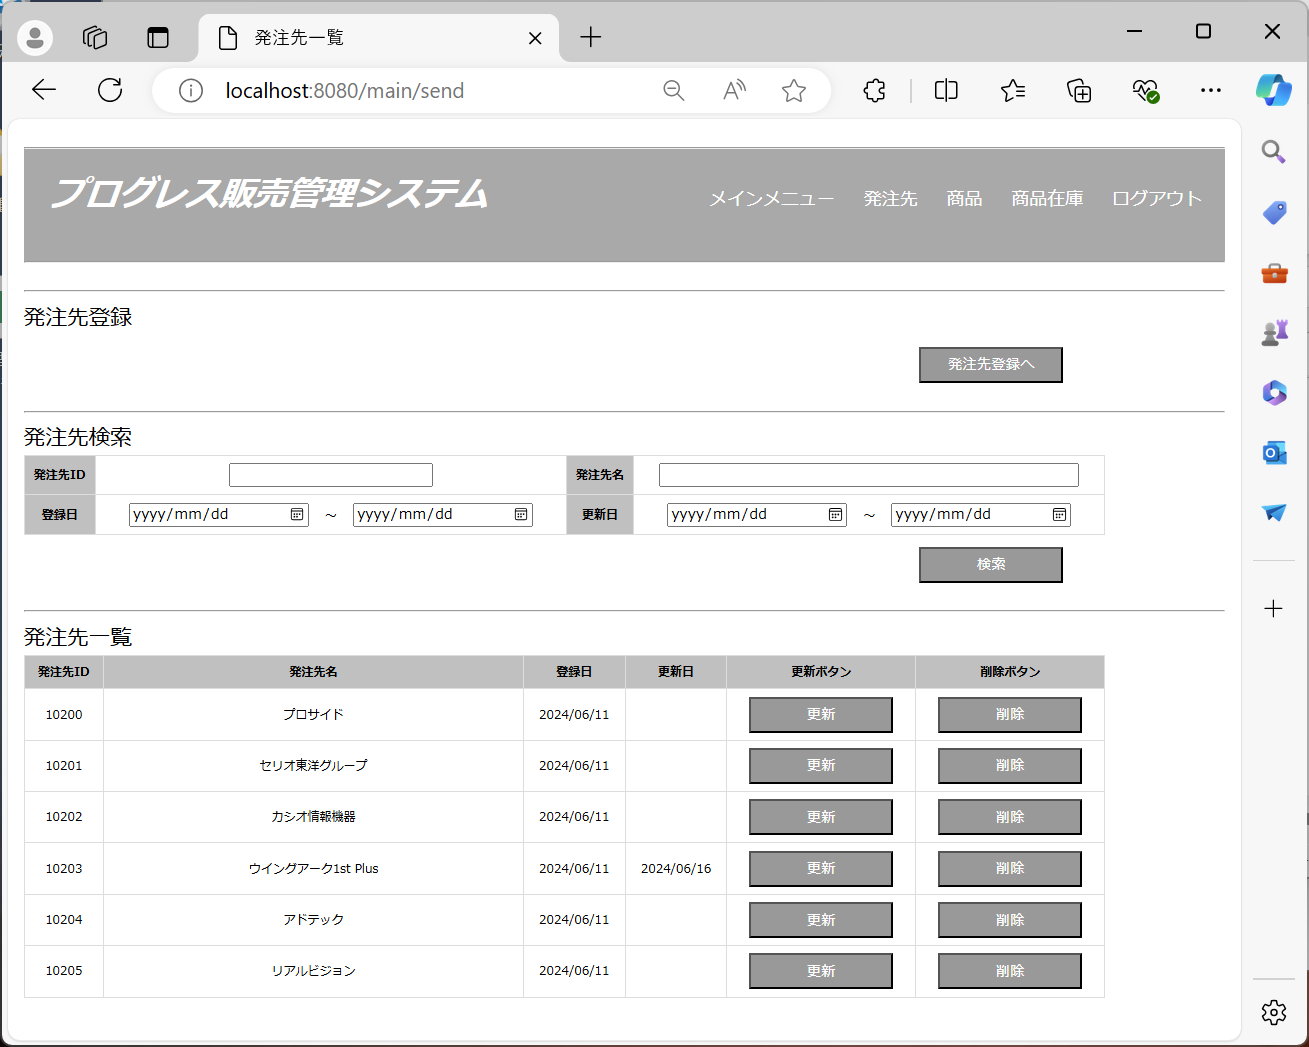 発注先一覧
localhost:8080/main/send
プログレス販売管理システム
メインメニュー 発注先 商品 商品在庫 ログアウト
発注先登録
発注先登録へ
発注先検索
発注先ID 発注先名
登録日 yyyy/mm/dd ～ yyyy/mm/dd 更新日 yyyy/mm/dd ～ yyyy/mm/dd
検索
発注先一覧
発注先ID 発注先名 登録日 更新日 更新ボタン 削除ボタン
10200 プロサイド 2024/06/11 更新 削除
10201 セリオ東洋グループ 2024/06/11 更新 削除
10202 カシオ情報機器 2024/06/11 更新 削除
10203 ウイングアーク1st Plus 2024/06/11 2024/06/16 更新 削除
10204 アドテック 2024/06/11 更新 削除
10205 リアルビジョン 2024/06/11 更新 削除